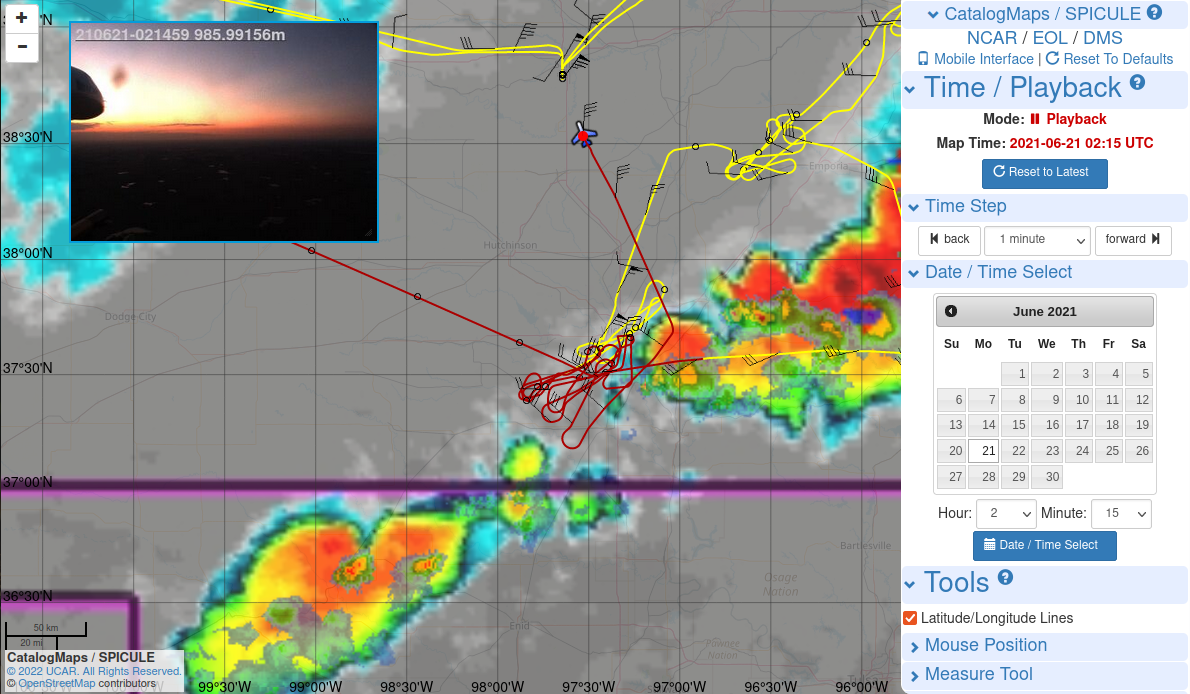 +
-
210621-021459 985.99156m
38°30'N
38°00'N
37°30'N
37°00'N
36°30'N
Emporia
Hutchinson
Dodge City
Bartlesville
Osage
Nation
Enid
Pawnee
Nation
50 km
20 mi
CatalogMaps / SPICULE
© 2022 UCAR. All Rights Reserved.
© OpenStreetMap contributors
99°30'W 99°00'W 98°30'W 98°00'W 97°30'W 97°00'W 96°30'W 96°00'W
CatalogMaps / SPICULE ?
NCAR / EOL / DMS
Mobile Interface | Reset To Defaults
Time / Playback ?
Mode: Playback
Map Time: 2021-06-21 02:15 UTC
Reset to Latest
Time Step
back 1 minute forward
Date / Time Select
June 2021
Su Mo Tu We Th Fr Sa
1 2 3 4 5
6 7 8 9 10 11 12
13 14 15 16 17 18 19
20 21 22 23 24 25 26
27 28 29 30
Hour: 2 Minute: 15
Date / Time Select
Tools ?
Latitude/Longitude Lines
Mouse Position
Measure Tool